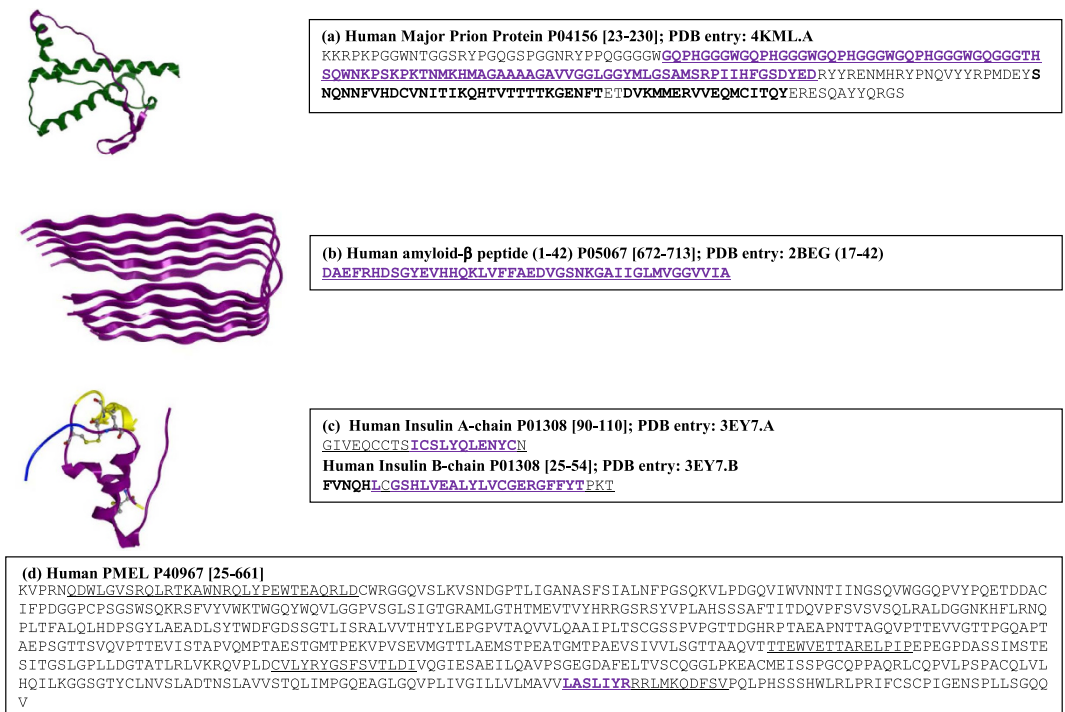 (a) Human Major Prion Protein P04156 [23-230]; PDB entry: 4KML.A
KKRPKPGGWNTGGSRYPGQGSPGGNRYPPQGGGGWGQPHGGGWGQPHGGGWGQPHGGGWGQPHGGGWGQGGGTH
SQWNKPSKPKTNMKHMAGAAAAGAVVGGLGGYMLGSAMSRPIIHFGSDYEDRYYRENMHRYPNQVYYRPMDEYS
NQNNFVHDCVNITIKQHTVTTTTKGENFTETDVKMMERVVEQMCITQYERESQAYYQRGS
(b) Human amyloid-β peptide (1-42) P05067 [672-713]; PDB entry: 2BEG (17-42)
DAEFRHDSGYEVHHQKLVFFAEDVGSNKGAIIGLMVGGVVIA
(c) Human Insulin A-chain P01308 [90-110]; PDB entry: 3EY7.A
GIVEQCCTSICSLYQLENYCN
Human Insulin B-chain P01308 [25-54]; PDB entry: 3EY7.B
FVNQHLCGSHLVEALYLVCGERGFFYTPKT
(d) Human PMEL P40967 [25-661]
KVPRNQDWLGVSRQLRTKAWNRQLYPEWTEAQRLDCWRGGQVSLKVSNDGPTLIGANASFSIALNFPGSQKVLPDGQVIWVNNTIINGSQVWGGQPVYPQETDDAC
IFPDGGPCPSGSWSQKRSFVYVWKTWGQYWQVLGGPVSGLSIGTGRAMLGTHTMEVTVYHRRGSRSYVPLAHSSSAFTITDQVPFSVSVSQLRALDGGNKHFLRNQ
PLTFALQLHDPSGYLAEADLSYTWDFGDSSGTLISRALVVTHTYLEPGPVTAQVVLQAAIPLTSCGSSPVPGTTDGHRPTAEAPNTTAGQVPTTEVVGTTPGQAPT
AEPSGTTSVQVPTTEVISTAPVQMPTAESTGMTPEKVPVSEVMGTTLAEMSTPEATGMTPAEVSIVVLSGTTAAQVTTTEWVETTARELPIPEPEGPDASSIMSTE
SITGSLGPLLDGTATLRLVKRQVPLDCVLYRYGSFSVTLDIVQGIESAEILQAVPSGEGDAFELTVSCQGGLPKEACMEISSPGCQPPAQRLCQPVLPSPACQLVL
HQILKGGSGTYCLNVSLADTNSLAVVSTQLIMPGQEAGLGQVPLIVGILLVLMAVVLASLIYRRRLMKQDFSVPQLPHSSSHWLRLPRIFCSCPIGENSPLLSGQQ
V